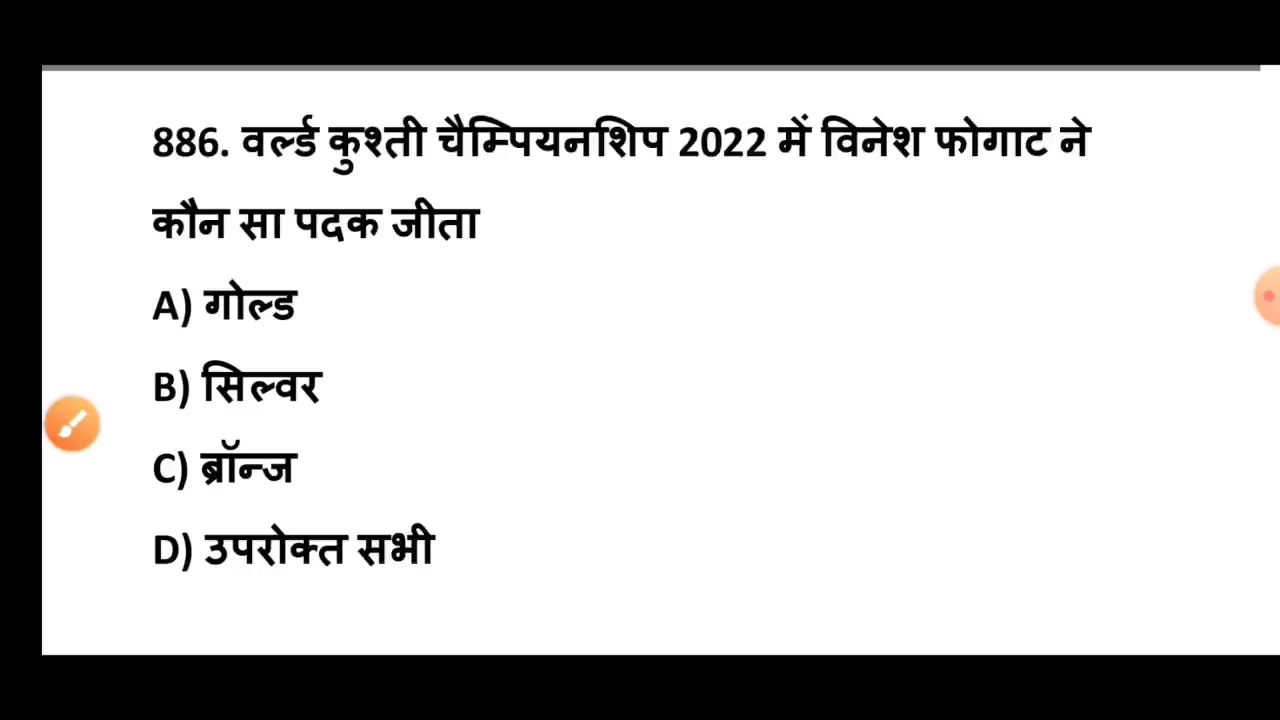 886. वर्ल्ड कुश्ती चैम्पियनशिप 2022 में विनेश फोगाट ने
कौन सा पदक जीता
A) गोल्ड
B) सिल्वर
C) ब्रॉन्ज
D) उपरोक्त सभी